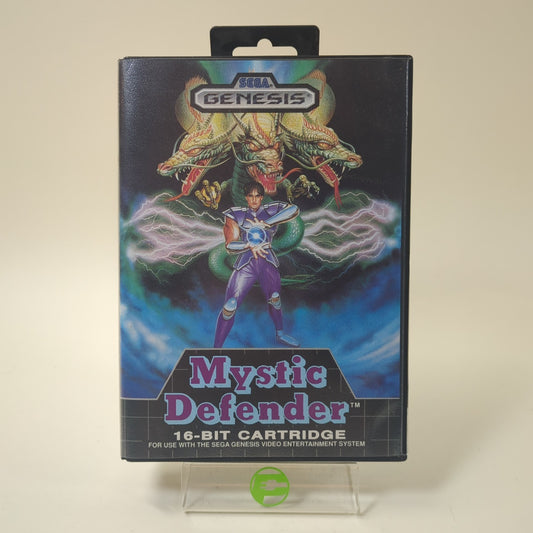 SEGA
GENESIS
Mystic
Defender™
16-BIT CARTRIDGE
FOR USE WITH THE SEGA GENESIS VIDEO ENTERTAINMENT SYSTEM